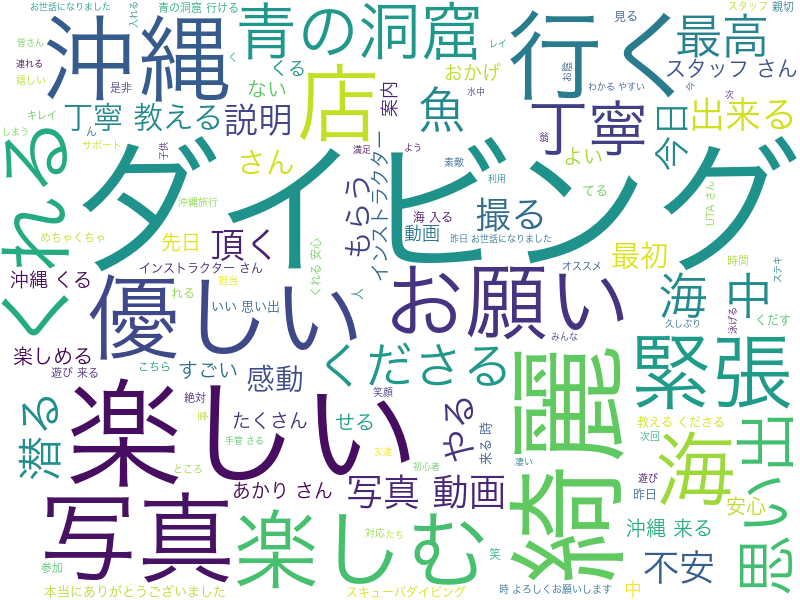 お世話になりました
青の洞窟 行ける
入れる
く
スタッフ
親切
皆さん
沖縄
青の洞窟
レイ
行く
見る
最高
連れる
嬉しい
是非
くる
ない
おかげ
店
お陰
わかる やすい
今
次
スタッフ さん
キレイ
丁寧 教える
説明
案内
魚
水中
丁寧
出来る
しまう
ん
サポート
子供
さん
満足
よう
翁
よい
今日
くれる
ダイビング
素敵
利用
てる
沖縄旅行
もらう
インストラクター
海 入る
撮る
UTA さん
めちゃくちゃ
先日
頂く
動画
昨日 お世話になりました
最初
時間
沖縄 くる
インストラクター さん
担当
くれる 安心
人
オススメ
ステキ
れる
いい 思い出
優しい
お願い
海
中
くだす
久しぶり
泳げる
楽しめる
こちら
すごい
くださる
みんな
緊張
遊び 来る
感動
絶対
笑顔
綺麗
楽しい
潜る
たくさん
せる
やる
来る 時
教える くださる
次回
手管 さる
友達
初心者
凄い
海
思い出
ところ
あかり さん
写真 動画
遊び
昨日
安心
写真
楽しむ
対応
たち
笑
沖縄 来る
不安
参加
本当にありがとうございました
スキューバダイビング
時 よろしくお願いします
中